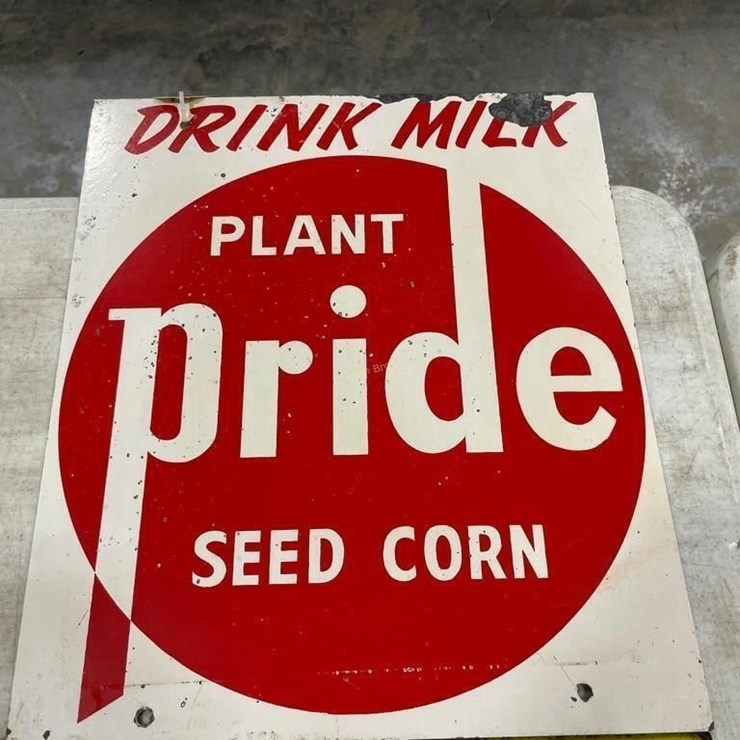 DRINK MILK
PLANT
pride
SEED CORN